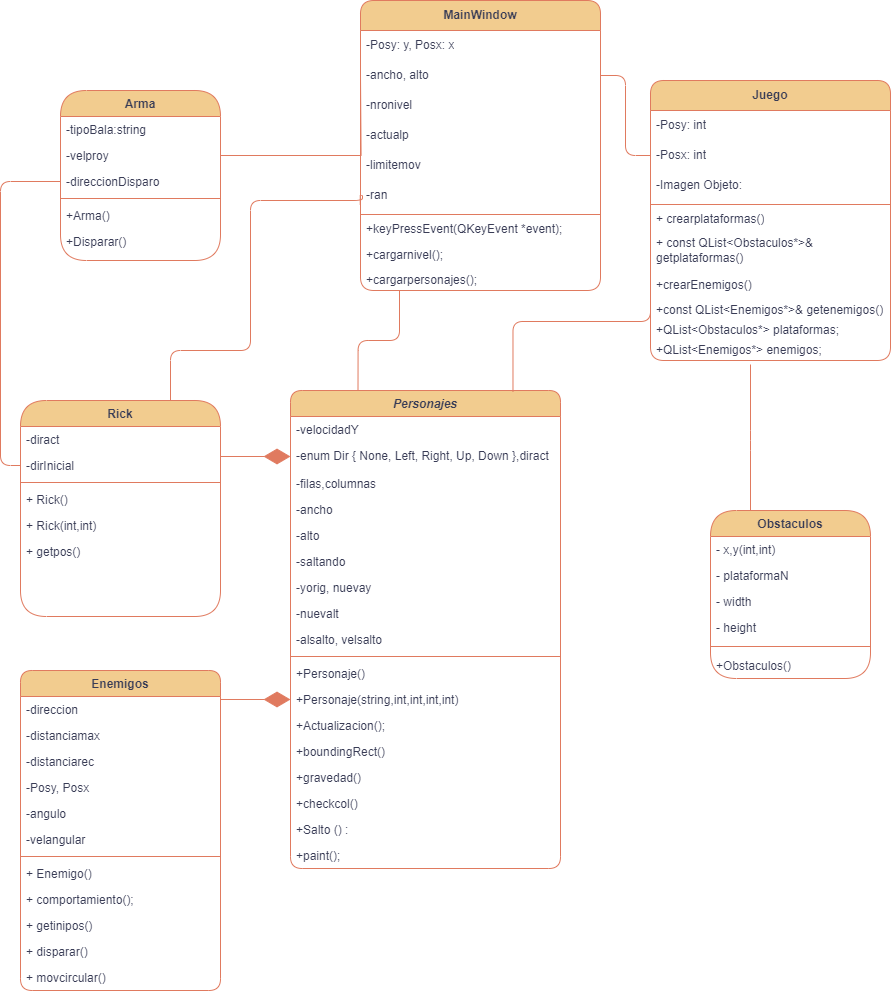 MainWindow
-Posy: y, Posx: x
-ancho, alto
-nronivel
-actualp
-limitemov
-ran
+keyPressEvent(QKeyEvent *event);
+cargarnivel();
+cargarpersonajes();
Arma
-tipoBala:string
-velproy
-direccionDisparo
+Arma()
+Disparar()
Juego
-Posy: int
-Posx: int
-Imagen Objeto:
+ crearplataformas()
+ const QList<Obstaculos*>&
getplataformas()
+crearEnemigos()
+const QList<Enemigos*>& getenemigos()
+QList<Obstaculos*> plataformas;
+QList<Enemigos*> enemigos;
Rick
-diract
-dirInicial
+ Rick()
+ Rick(int,int)
+ getpos()
Personajes
-velocidadY
-enum Dir { None, Left, Right, Up, Down },diract
-filas,columnas
-ancho
-alto
-saltando
-yorig, nuevay
-nuevalt
-alsalto, velsalto
+Personaje()
+Personaje(string,int,int,int,int)
+Actualizacion();
+boundingRect()
+gravedad()
+checkcol()
+Salto () :
+paint();
Obstaculos
- x,y(int,int)
- plataformaN
- width
- height
+Obstaculos()
Enemigos
-direccion
-distanciamax
-distanciarec
-Posy, Posx
-angulo
-velangular
+ Enemigo()
+ comportamiento();
+ getinipos()
+ disparar()
+ movcircular()